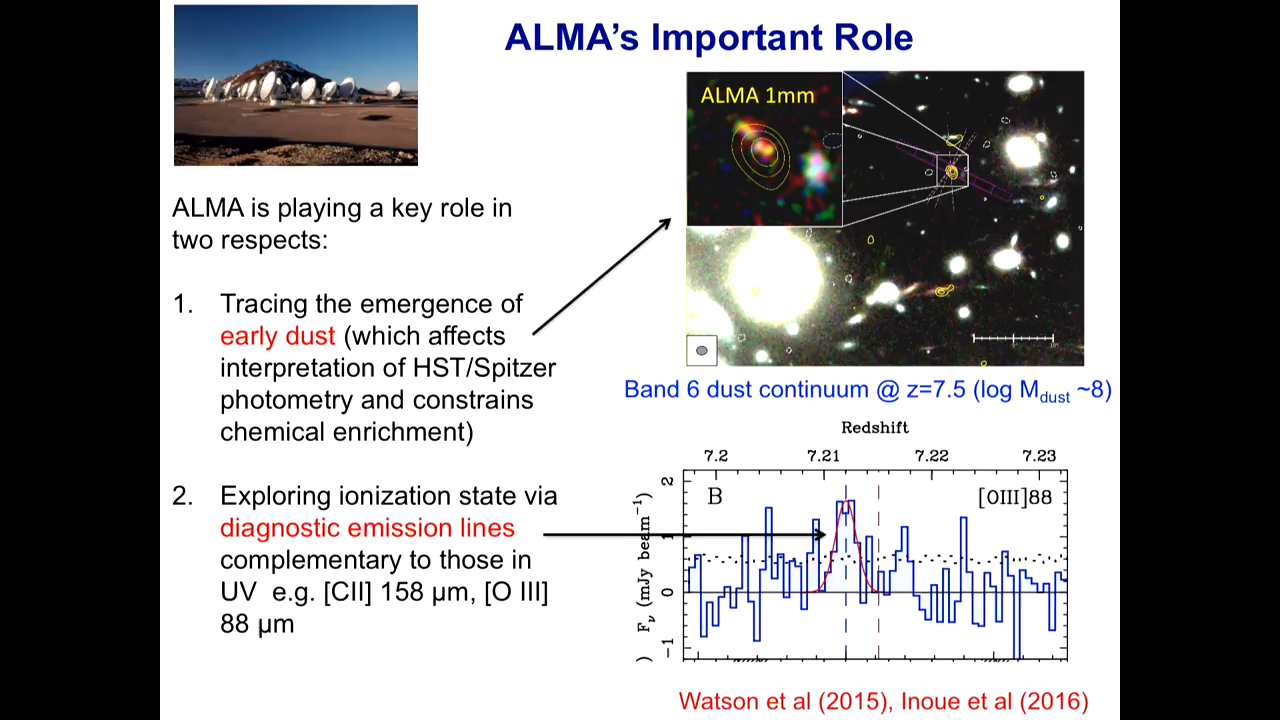 ALMA's Important Role
ALMA 1mm
ALMA is playing a key role in
two respects:
1. Tracing the emergence of
early dust (which affects
interpretation of HST/Spitzer
photometry and constrains
chemical enrichment)
2. Exploring ionization state via
diagnostic emission lines
complementary to those in
UV e.g. [CII] 158 µm, [O III]
88 µm
Band 6 dust continuum @ z=7.5 (log Mdust ~8)
Redshift
7.2 7.21 7.22 7.23
B [OIII]88
2
1
0
-1
) Fν (mJy beam⁻¹)
Watson et al (2015), Inoue et al (2016)